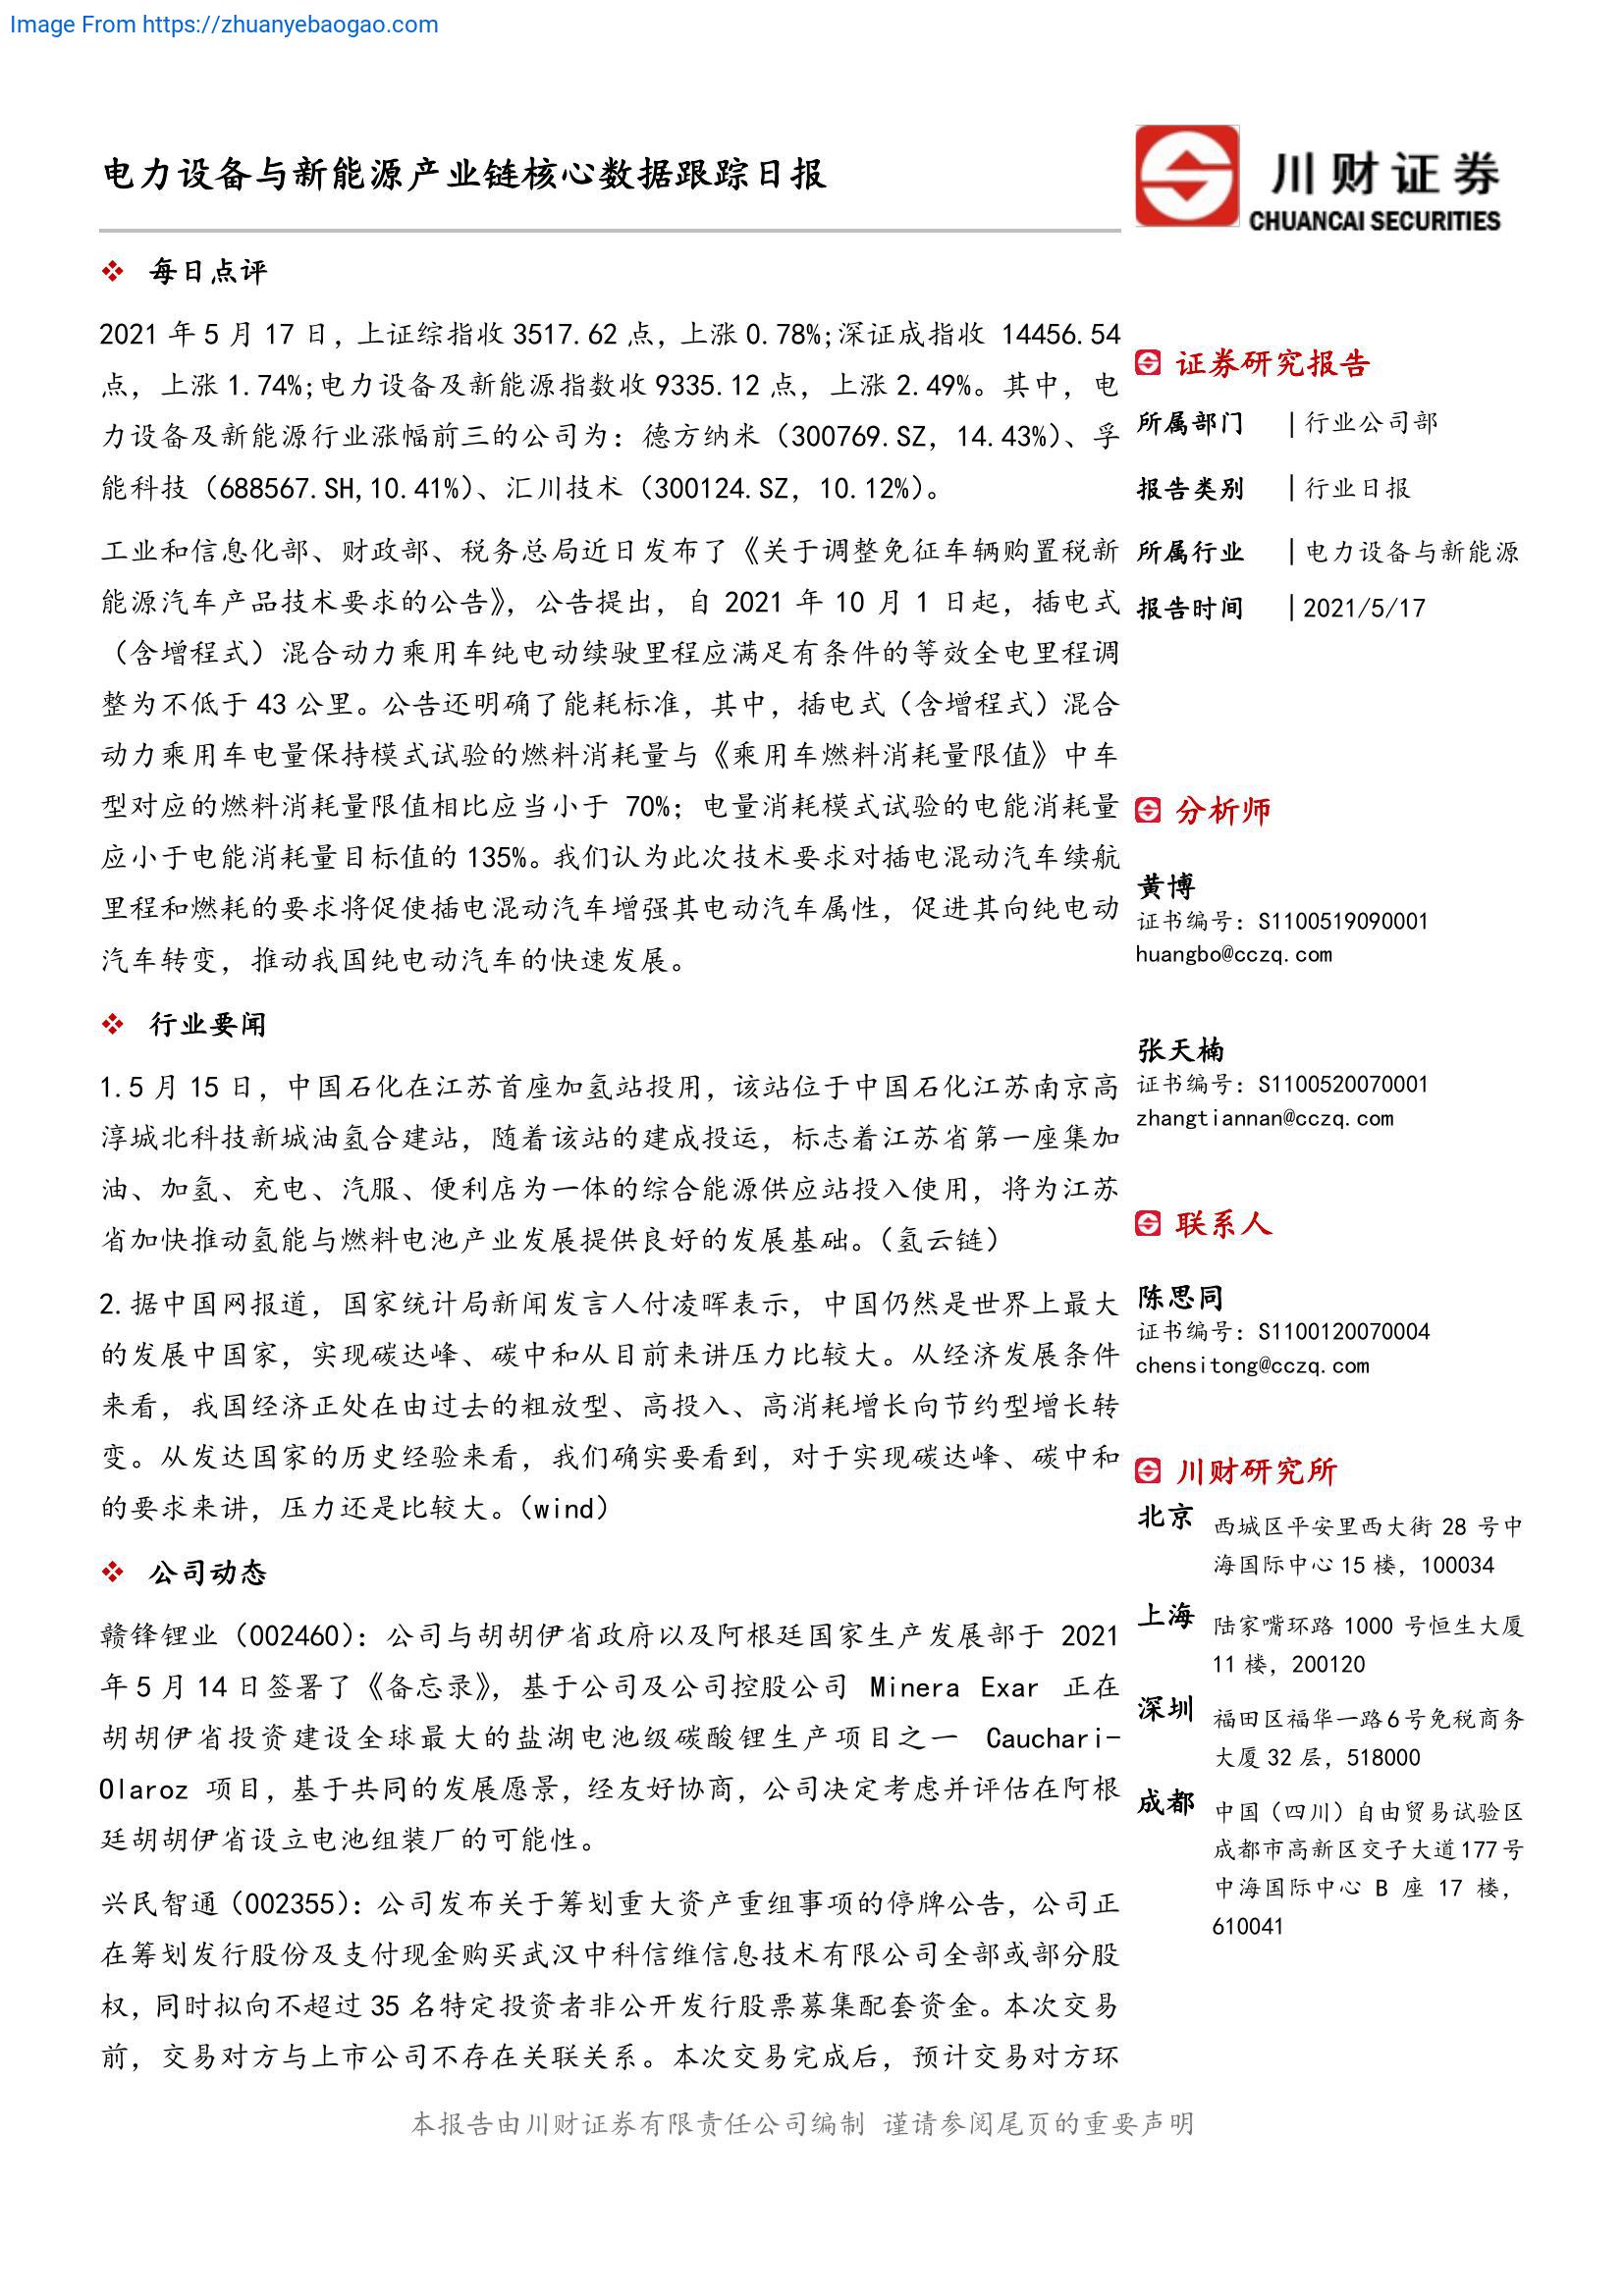 Image From https://zhuanyebaogao.com
电力设备与新能源产业链核心数据跟踪日报
川财证券
CHUANCAI SECURITIES
❖ 每日点评
2021 年 5 月 17 日，上证综指收 3517.62 点，上涨 0.78%;深证成指收 14456.54
点，上涨 1.74%;电力设备及新能源指数收 9335.12 点，上涨 2.49%。其中，电
力设备及新能源行业涨幅前三的公司为：德方纳米（300769.SZ，14.43%）、孚
能科技（688567.SH,10.41%）、汇川技术（300124.SZ，10.12%）。
工业和信息化部、财政部、税务总局近日发布了《关于调整免征车辆购置税新
能源汽车产品技术要求的公告》，公告提出，自 2021 年 10 月 1 日起，插电式
（含增程式）混合动力乘用车纯电动续驶里程应满足有条件的等效全电里程调
整为不低于 43 公里。公告还明确了能耗标准，其中，插电式（含增程式）混合
动力乘用车电量保持模式试验的燃料消耗量与《乘用车燃料消耗量限值》中车
型对应的燃料消耗量限值相比应当小于 70%；电量消耗模式试验的电能消耗量
应小于电能消耗量目标值的 135%。我们认为此次技术要求对插电混动汽车续航
里程和燃耗的要求将促使插电混动汽车增强其电动汽车属性，促进其向纯电动
汽车转变，推动我国纯电动汽车的快速发展。
❖ 行业要闻
1.5 月 15 日，中国石化在江苏首座加氢站投用，该站位于中国石化江苏南京高
淳城北科技新城油氢合建站，随着该站的建成投运，标志着江苏省第一座集加
油、加氢、充电、汽服、便利店为一体的综合能源供应站投入使用，将为江苏
省加快推动氢能与燃料电池产业发展提供良好的发展基础。（氢云链）
2.据中国网报道，国家统计局新闻发言人付凌晖表示，中国仍然是世界上最大
的发展中国家，实现碳达峰、碳中和从目前来讲压力比较大。从经济发展条件
来看，我国经济正处在由过去的粗放型、高投入、高消耗增长向节约型增长转
变。从发达国家的历史经验来看，我们确实要看到，对于实现碳达峰、碳中和
的要求来讲，压力还是比较大。（wind）
❖ 公司动态
赣锋锂业（002460）：公司与胡胡伊省政府以及阿根廷国家生产发展部于 2021
年 5 月 14 日签署了《备忘录》，基于公司及公司控股公司 Minera Exar 正在
胡胡伊省投资建设全球最大的盐湖电池级碳酸锂生产项目之一 Cauchari-
Olaroz 项目，基于共同的发展愿景，经友好协商，公司决定考虑并评估在阿根
廷胡胡伊省设立电池组装厂的可能性。
兴民智通（002355）：公司发布关于筹划重大资产重组事项的停牌公告，公司正
在筹划发行股份及支付现金购买武汉中科信维信息技术有限公司全部或部分股
权，同时拟向不超过 35 名特定投资者非公开发行股票募集配套资金。本次交易
前，交易对方与上市公司不存在关联关系。本次交易完成后，预计交易对方环
证券研究报告
所属部门 | 行业公司部
报告类别 | 行业日报
所属行业 | 电力设备与新能源
报告时间 | 2021/5/17
分析师
黄博
证书编号：S1100519090001
huangbo@cczq.com
张天楠
证书编号：S1100520070001
zhangtiannan@cczq.com
联系人
陈思同
证书编号：S1100120070004
chensitong@cczq.com
川财研究所
北京 西城区平安里西大街 28 号中
海国际中心 15 楼，100034
上海 陆家嘴环路 1000 号恒生大厦
11 楼，200120
深圳 福田区福华一路 6 号免税商务
大厦 32 层，518000
成都 中国（四川）自由贸易试验区
成都市高新区交子大道 177 号
中海国际中心 B 座 17 楼，
610041
本报告由川财证券有限责任公司编制 谨请参阅尾页的重要声明